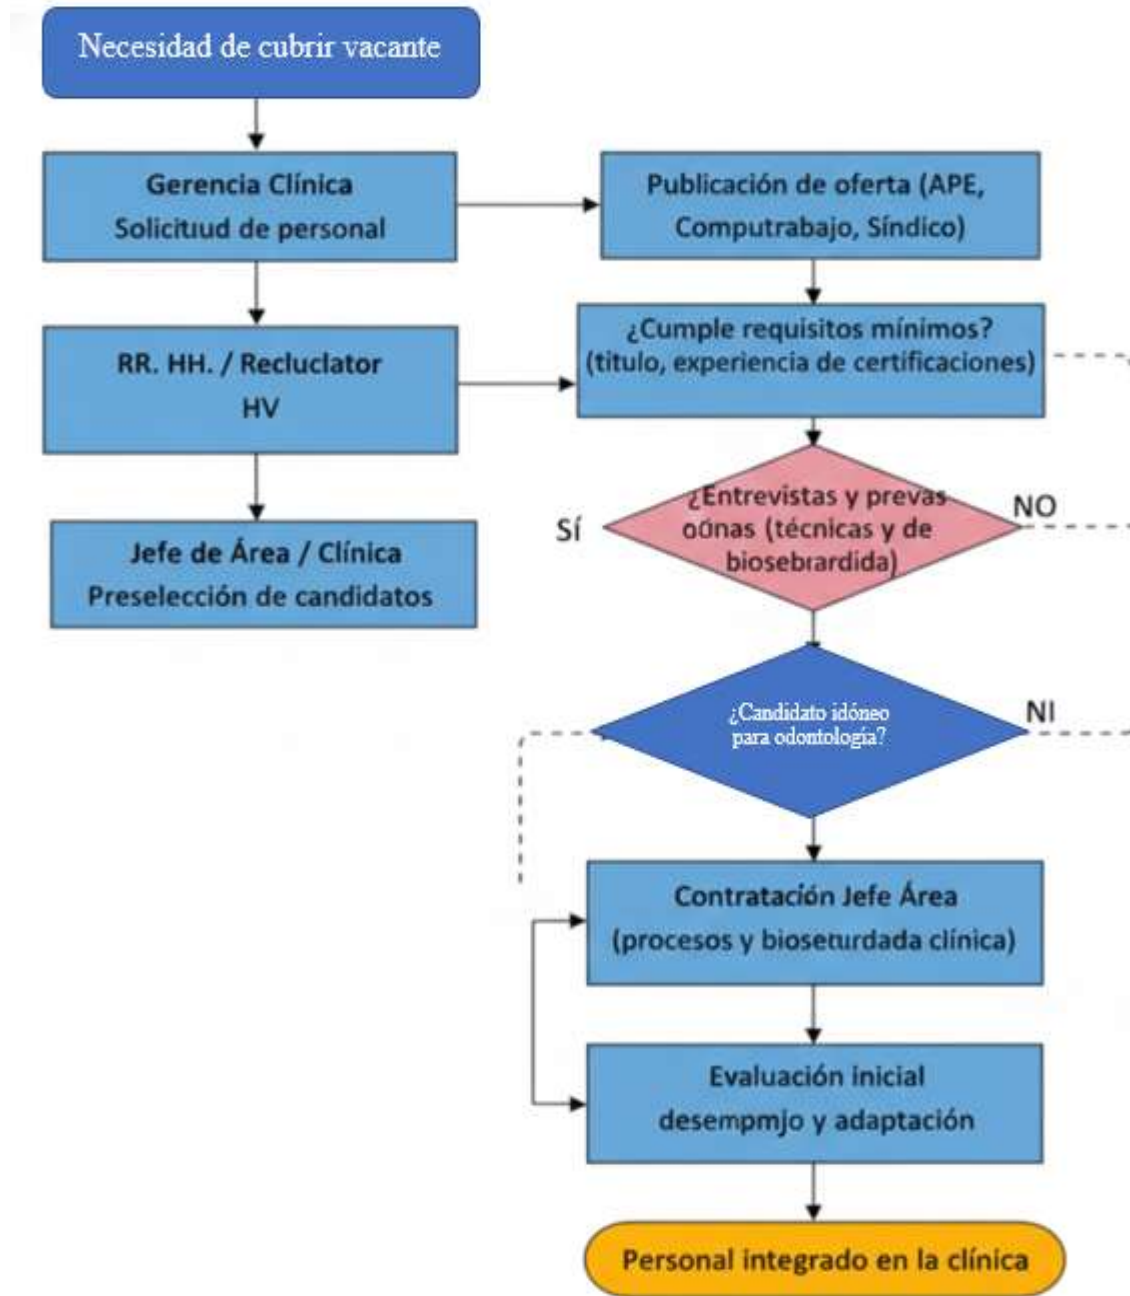 Necesidad de cubrir vacante
Gerencia Clínica
Solicituud de personal
Publicación de oferta (APE,
Computrabajo, Síndico)
RR. HH. / Recluclator
HV
¿Cumple requisitos mínimos?
(titulo, experiencia de certificaciones)
Jefe de Área / Clínica
Preselección de candidatos
Sí
¿Entrevistas y prevas
oūnas (técnicas y de
biosebrardida)
NO
¿Candidato idóneo
para odontología?
NI
Contratación Jefe Área
(procesos y bioseturdada clínica)
Evaluación inicial
desempmjo y adaptación
Personal integrado en la clínica